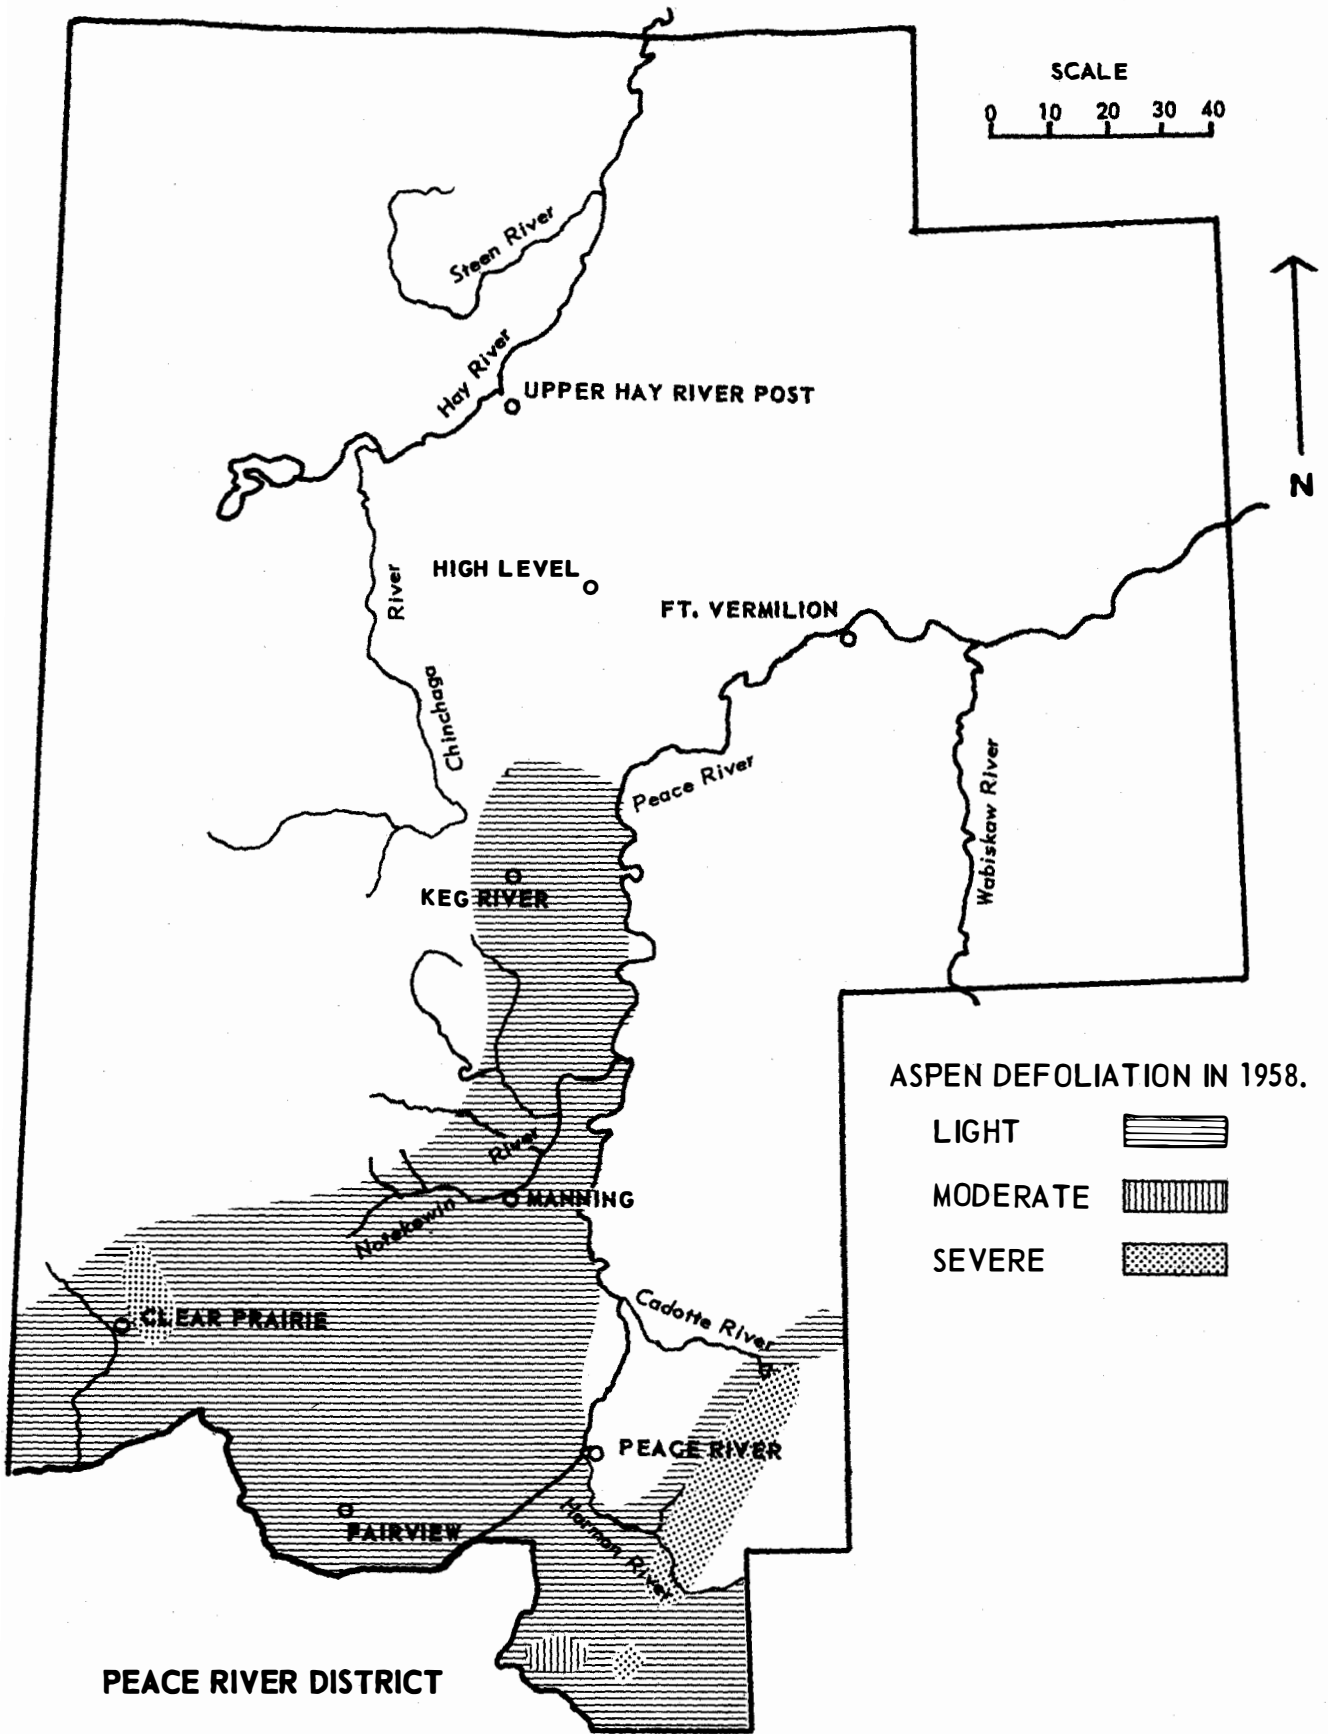 SCALE
0 10 20 30 40
Steen River
Hay River
UPPER HAY RIVER POST
N
HIGH LEVEL
River
FT. VERMILION
Chinchaga
Peace River
Wabiskaw River
KEG RIVER
ASPEN DEFOLIATION IN 1958.
LIGHT
River
MODERATE
MANNING
Notekewin
SEVERE
Cadotte River
CLEAR PRAIRIE
PEACE RIVER
Harmon River
FAIRVIEW
PEACE RIVER DISTRICT